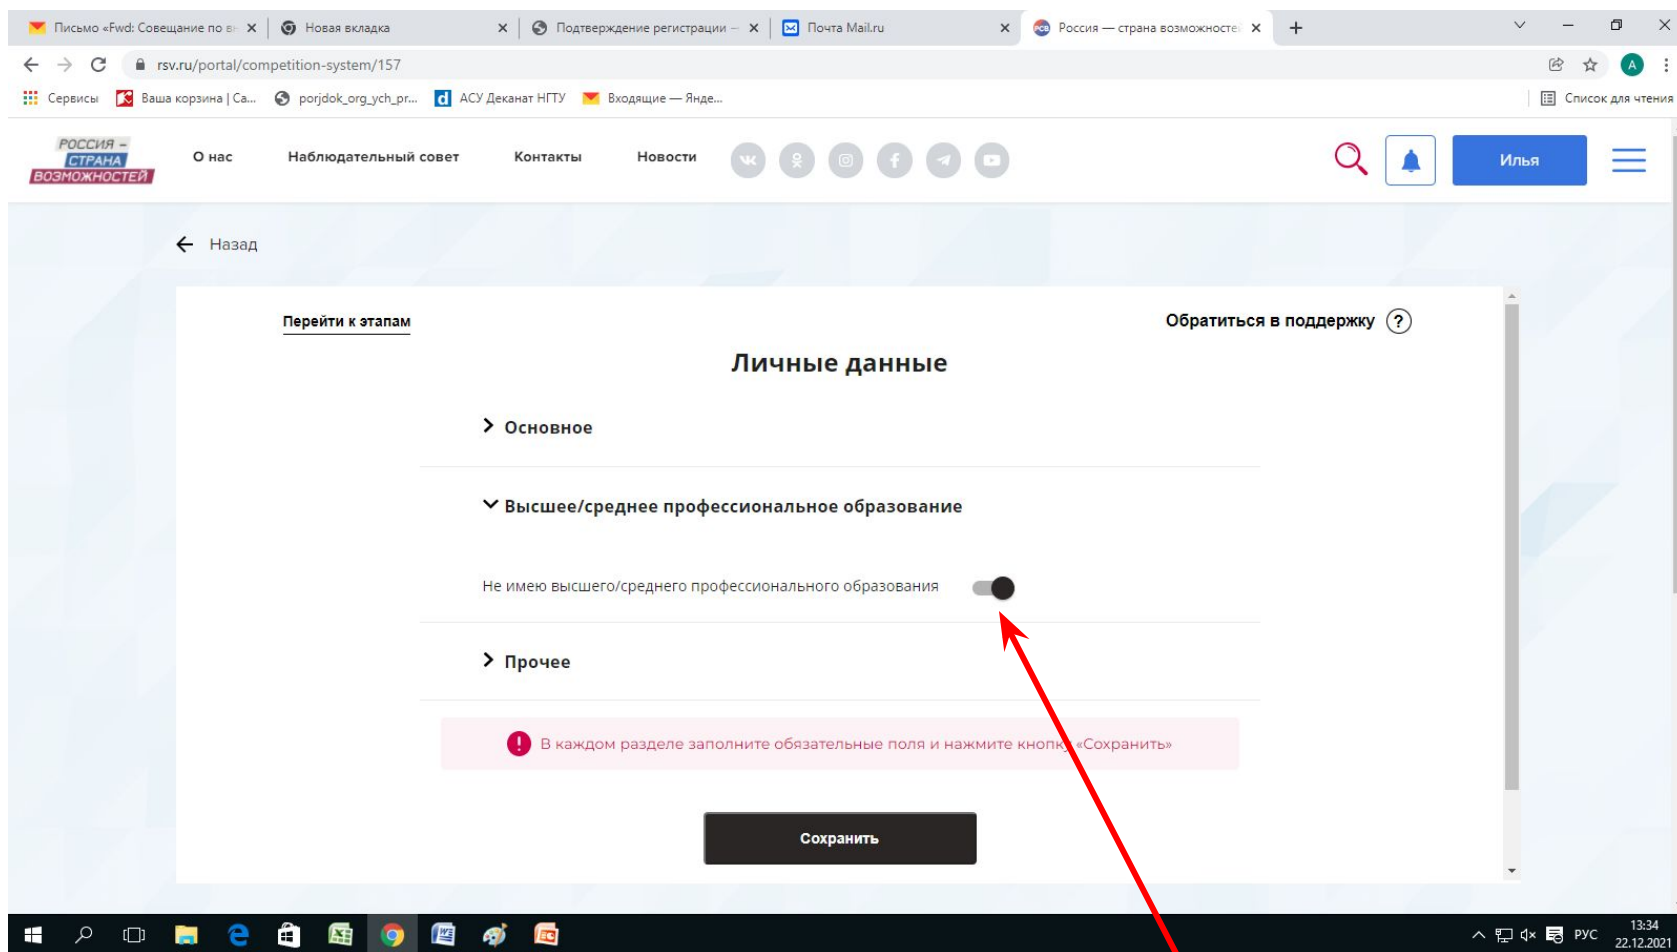 Письмо «Fwd: Совещание по вн
Новая вкладка
Подтверждение регистрации —
Почта Mail.ru
Россия — страна возможностей
rsv.ru/portal/competition-system/157
A
Сервисы
Ваша корзина | Са...
porjdok_org_ych_pr...
АСУ Деканат НГТУ
Входящие — Янде...
Список для чтения
РОССИЯ –
СТРАНА
ВОЗМОЖНОСТЕЙ
О нас
Наблюдательный совет
Контакты
Новости
Илья
Назад
Перейти к этапам
Обратиться в поддержку ?
Личные данные
Основное
Высшее/среднее профессиональное образование
Не имею высшего/среднего профессионального образования
Прочее
! В каждом разделе заполните обязательные поля и нажмите кнопку «Сохранить»
Сохранить
РУС
13:34
22.12.2021